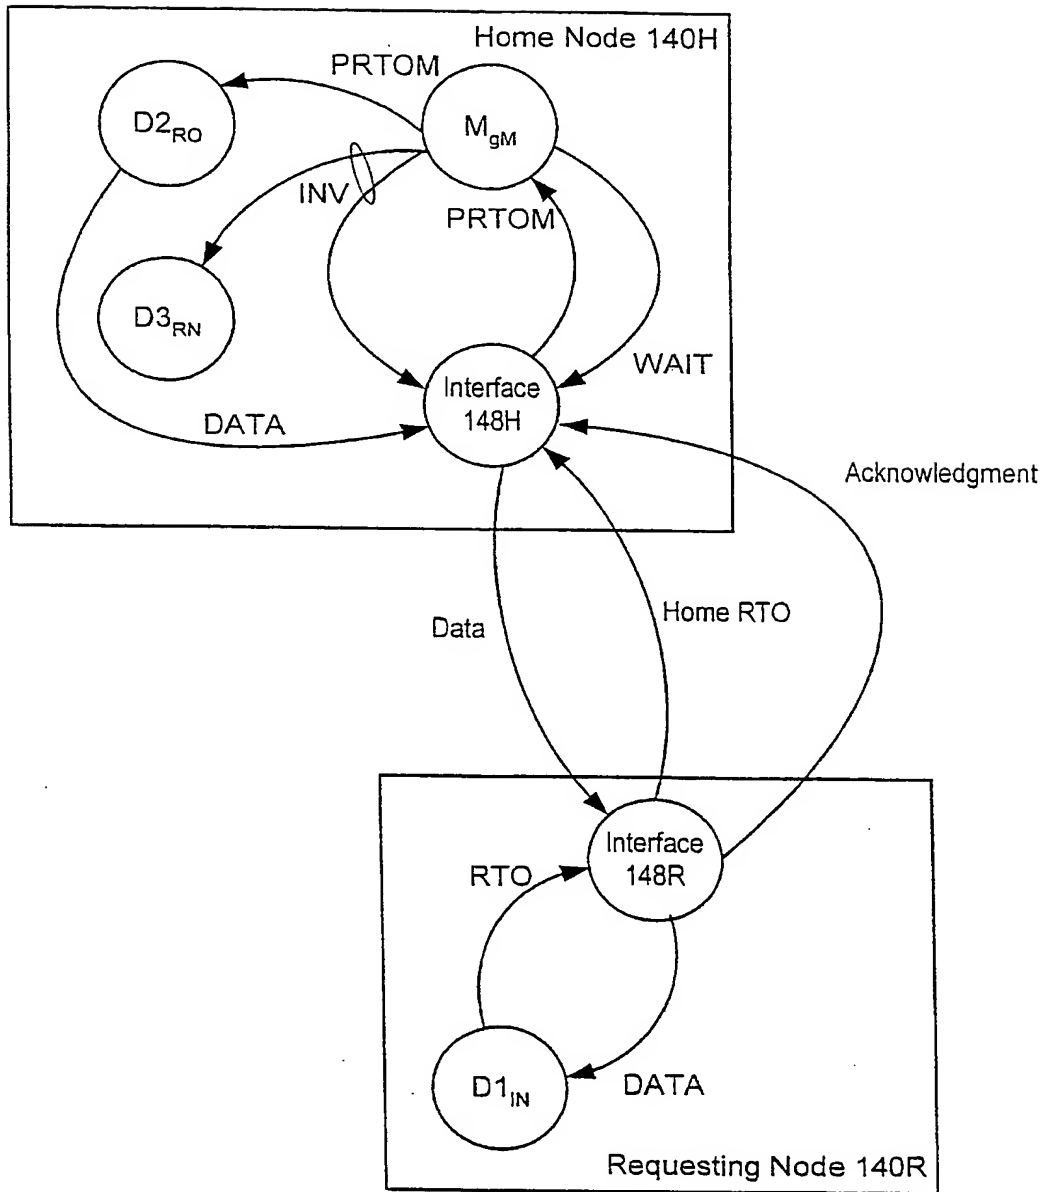 Home Node 140H
PRTOM
D2RO
MgM
INV
PRTOM
D3RN
WAIT
Interface
148H
DATA
Acknowledgment
Data
Home RTO
Interface
148R
RTO
D1IN
DATA
Requesting Node 140R